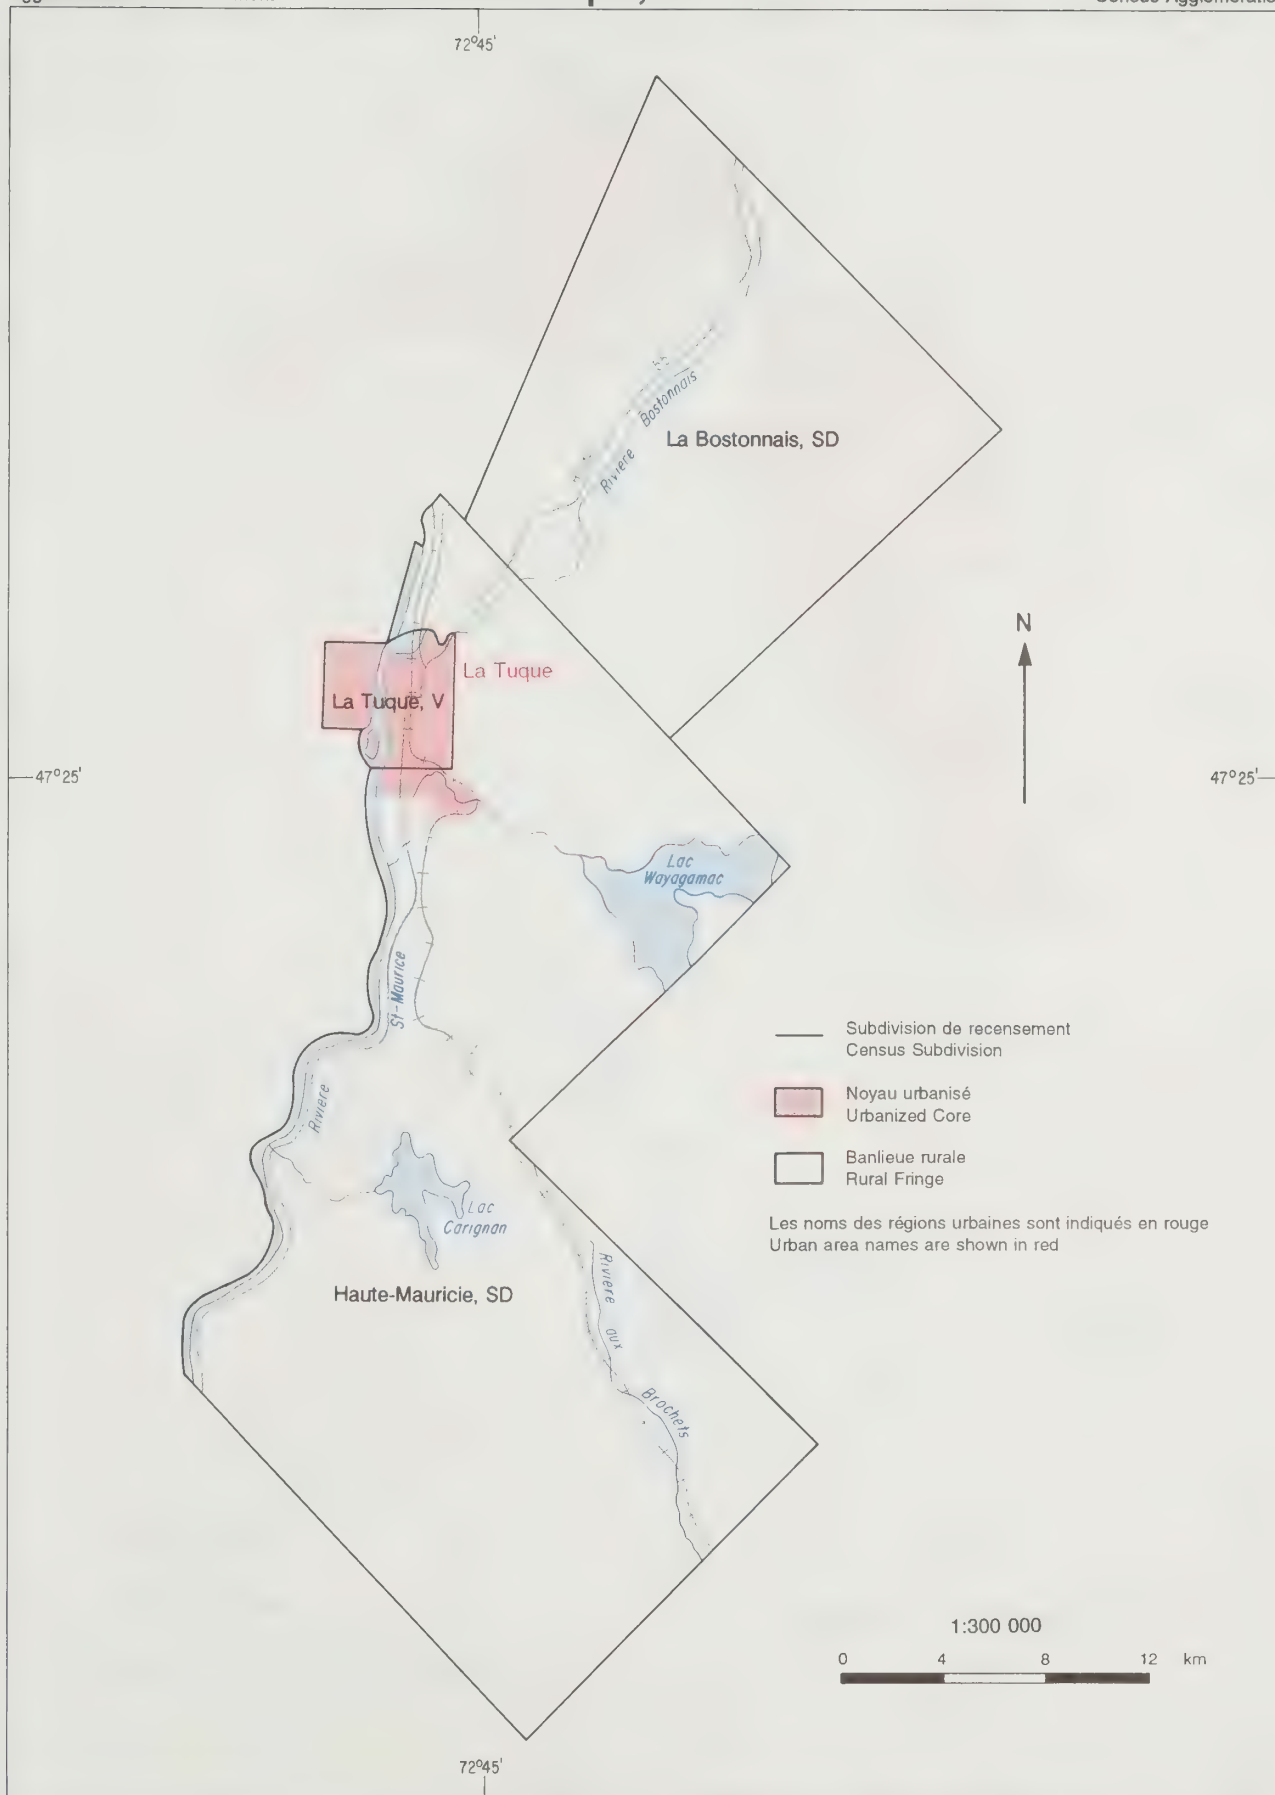 72°45'
Rivière Bostonnais
La Bostonnais, SD
N
La Tuque
La Tuque, V
47°25'
47°25'
Lac
Wayagamac
St-Maurice
Rivière
Subdivision de recensement
Census Subdivision
Noyau urbanisé
Urbanized Core
Banlieue rurale
Rural Fringe
Lac
Carignan
Les noms des régions urbaines sont indiqués en rouge
Urban area names are shown in red
Haute-Mauricie, SD
Rivière aux Brochets
1:300 000
0 4 8 12 km
72°45'